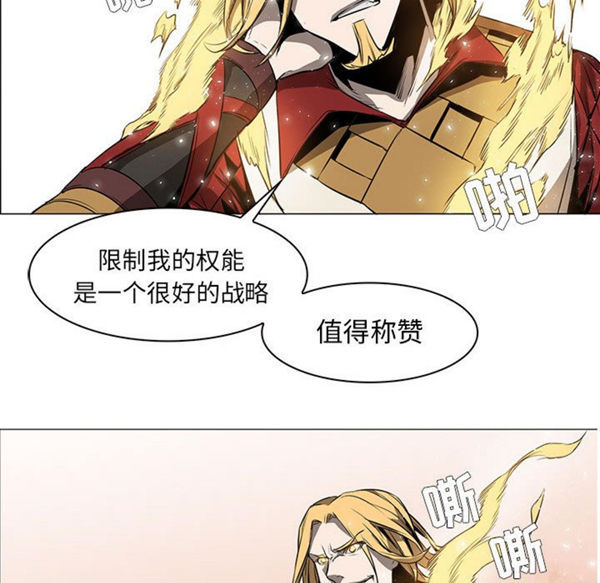 啪
限制我的权能
是一个很好的战略
值得称赞
嘶
嘶